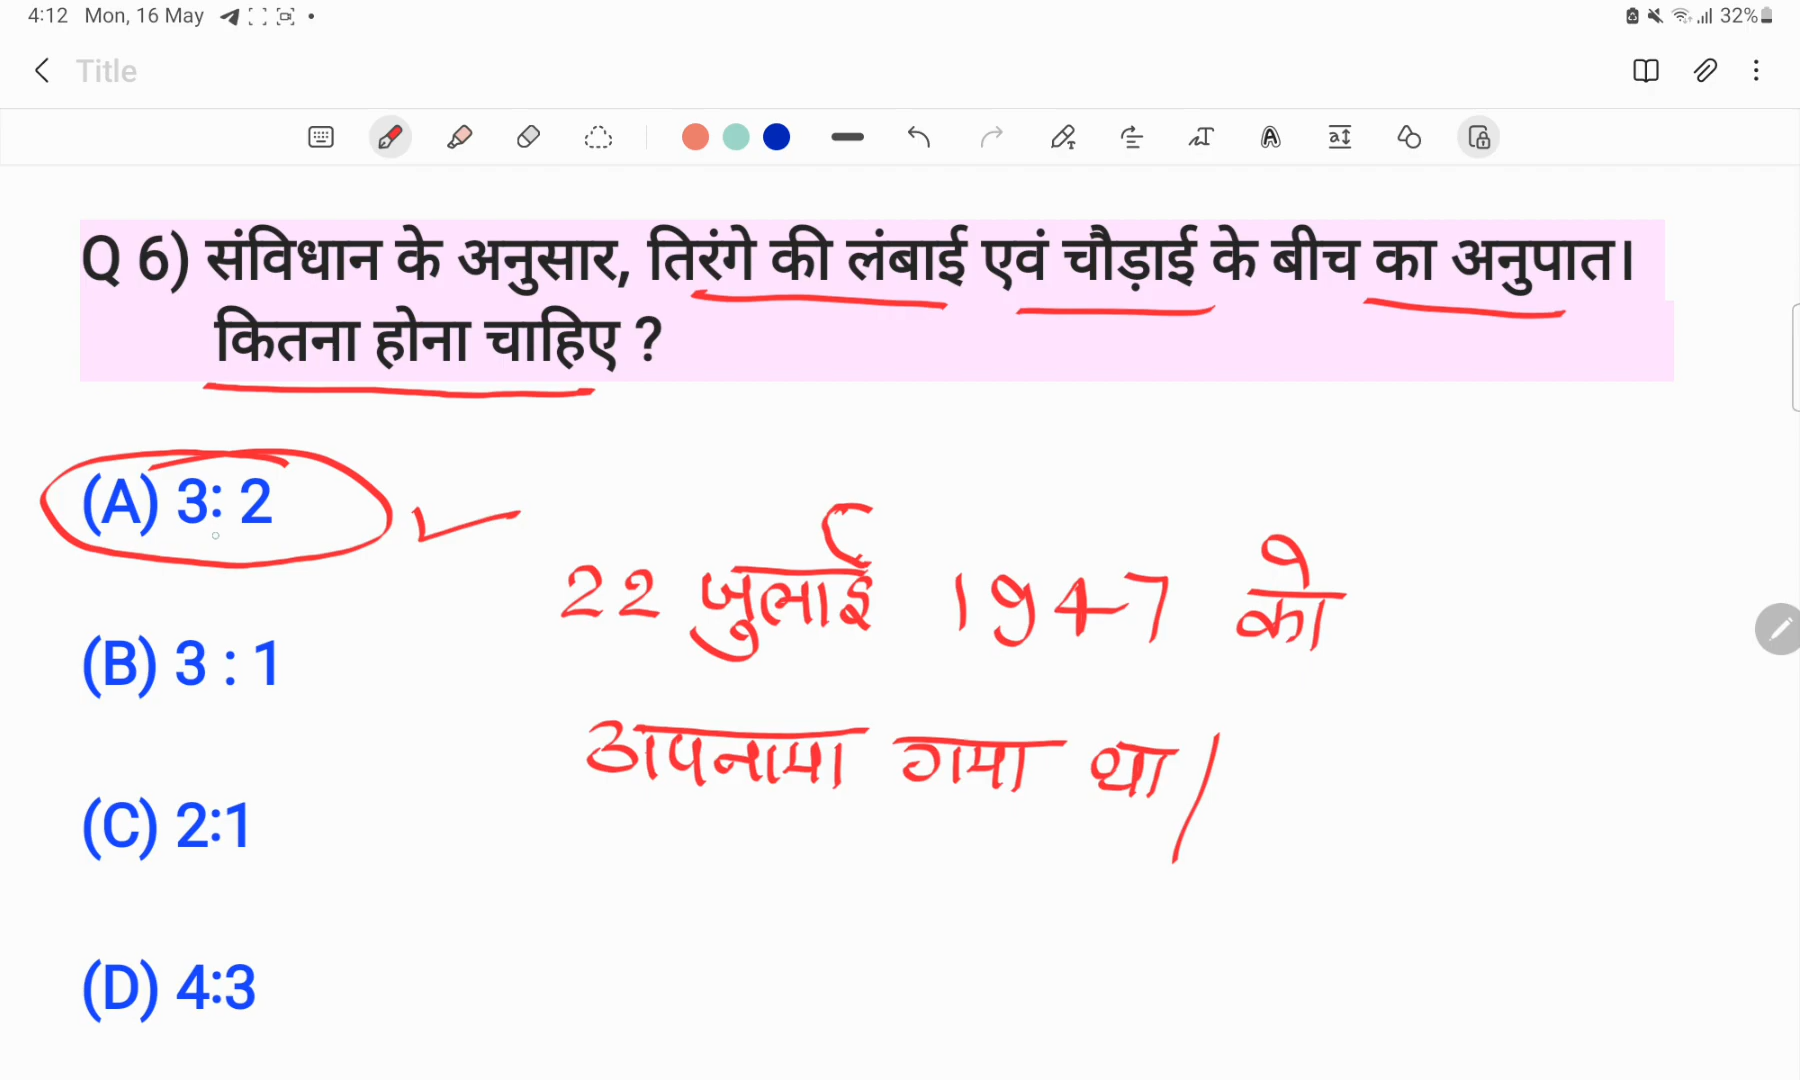 4:12 Mon, 16 May
32%
Title
Q 6) संविधान के अनुसार, तिरंगे की लंबाई एवं चौड़ाई के बीच का अनुपात।
कितना होना चाहिए ?
(A) 3: 2
22 जुलाई 1947 को
(B) 3 : 1
अपनाया गया था।
(C) 2:1
(D) 4:3